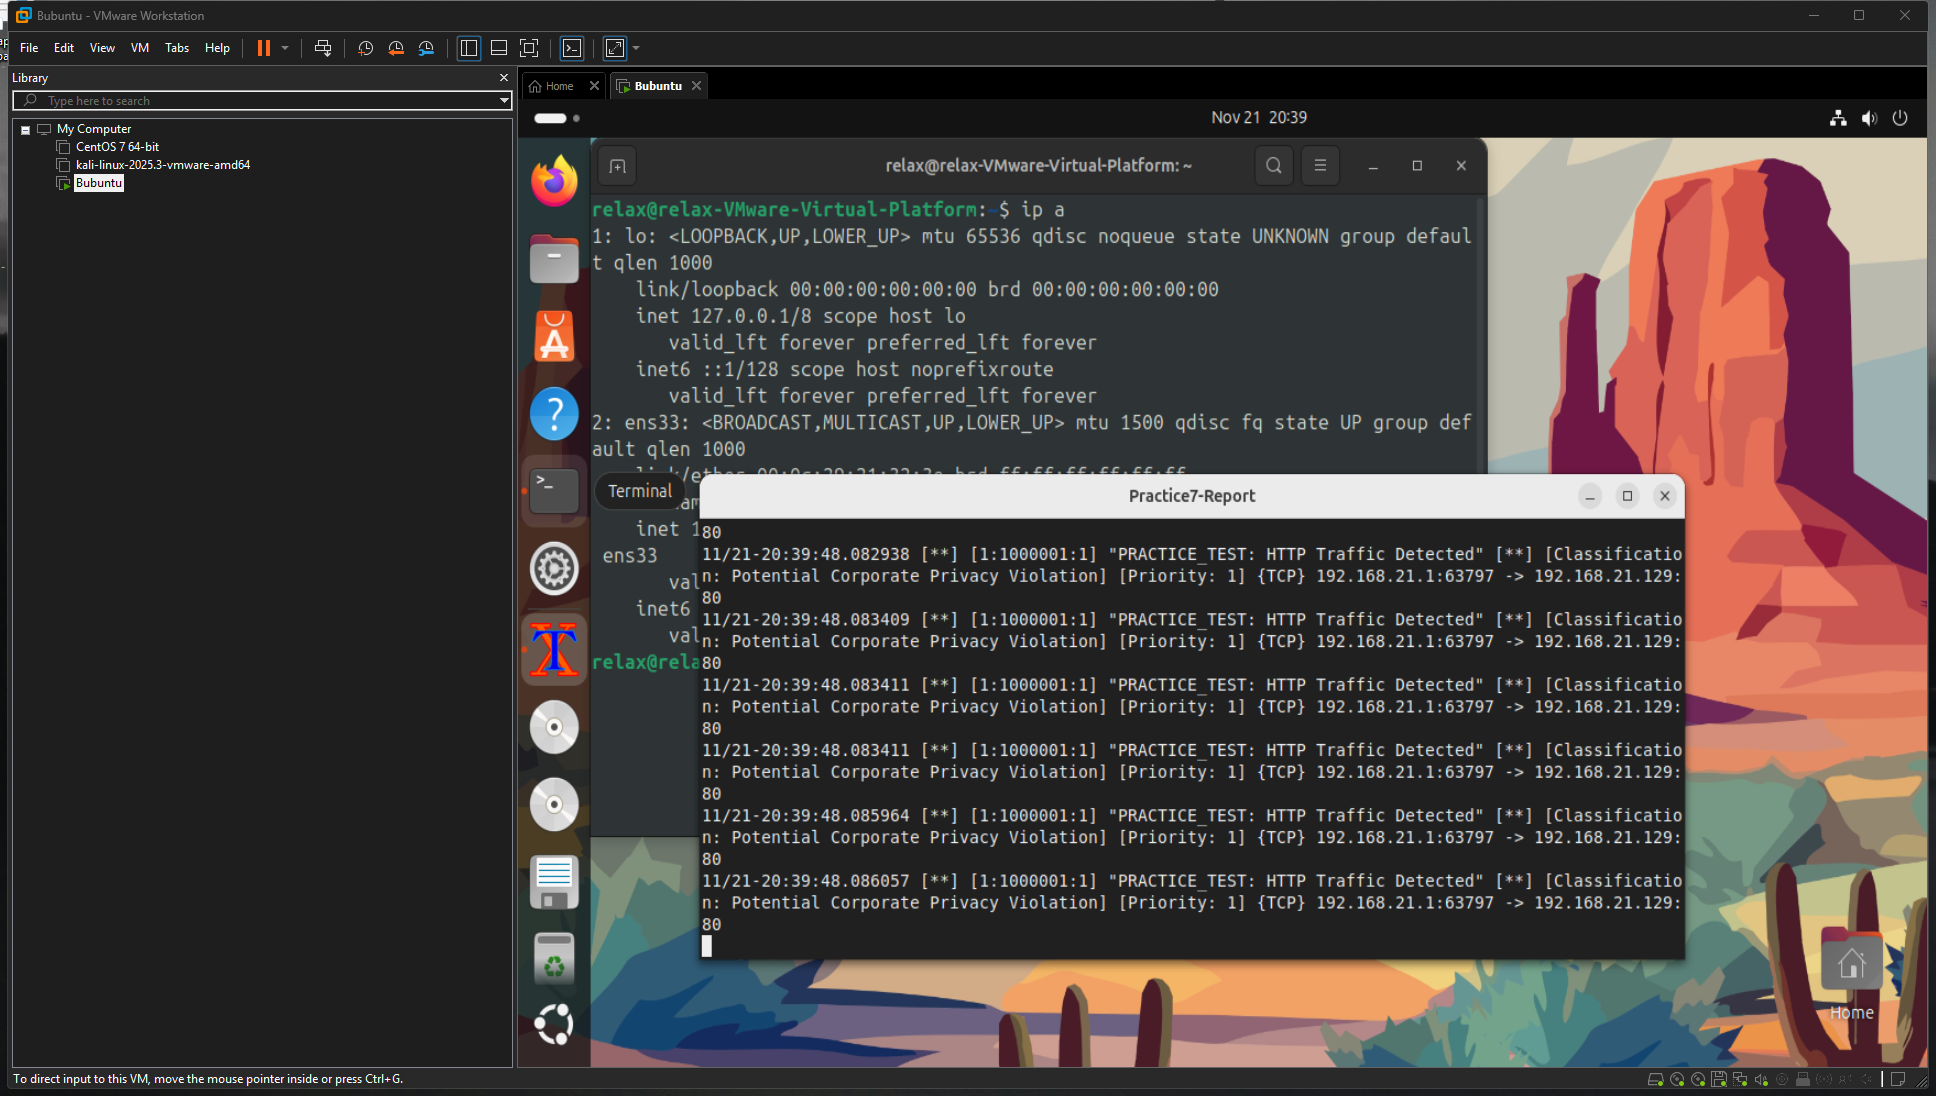 Bubuntu - VMware Workstation
File Edit View VM Tabs Help
Library
Type here to search
My Computer
CentOS 7 64-bit
kali-linux-2025.3-vmware-amd64
Bubuntu
Home
Bubuntu
Nov 21 20:39
relax@relax-VMware-Virtual-Platform: ~
relax@relax-VMware-Virtual-Platform:~$ ip a
1: lo: <LOOPBACK,UP,LOWER_UP> mtu 65536 qdisc noqueue state UNKNOWN group defaul
t qlen 1000
link/loopback 00:00:00:00:00:00 brd 00:00:00:00:00:00
inet 127.0.0.1/8 scope host lo
valid_lft forever preferred_lft forever
inet6 ::1/128 scope host noprefixroute
valid_lft forever preferred_lft forever
2: ens33: <BROADCAST,MULTICAST,UP,LOWER_UP> mtu 1500 qdisc fq state UP group def
ault qlen 1000
Terminal
inet 1
ens33
val
inet6
val
relax@rela
Practice7-Report
80
11/21-20:39:48.082938 [**] [1:1000001:1] "PRACTICE_TEST: HTTP Traffic Detected" [**] [Classificatio
n: Potential Corporate Privacy Violation] [Priority: 1] {TCP} 192.168.21.1:63797 -> 192.168.21.129:
80
11/21-20:39:48.083409 [**] [1:1000001:1] "PRACTICE_TEST: HTTP Traffic Detected" [**] [Classificatio
n: Potential Corporate Privacy Violation] [Priority: 1] {TCP} 192.168.21.1:63797 -> 192.168.21.129:
80
11/21-20:39:48.083411 [**] [1:1000001:1] "PRACTICE_TEST: HTTP Traffic Detected" [**] [Classificatio
n: Potential Corporate Privacy Violation] [Priority: 1] {TCP} 192.168.21.1:63797 -> 192.168.21.129:
80
11/21-20:39:48.083411 [**] [1:1000001:1] "PRACTICE_TEST: HTTP Traffic Detected" [**] [Classificatio
n: Potential Corporate Privacy Violation] [Priority: 1] {TCP} 192.168.21.1:63797 -> 192.168.21.129:
80
11/21-20:39:48.085964 [**] [1:1000001:1] "PRACTICE_TEST: HTTP Traffic Detected" [**] [Classificatio
n: Potential Corporate Privacy Violation] [Priority: 1] {TCP} 192.168.21.1:63797 -> 192.168.21.129:
80
11/21-20:39:48.086057 [**] [1:1000001:1] "PRACTICE_TEST: HTTP Traffic Detected" [**] [Classificatio
n: Potential Corporate Privacy Violation] [Priority: 1] {TCP} 192.168.21.1:63797 -> 192.168.21.129:
80
Home
To direct input to this VM, move the mouse pointer inside or press Ctrl+G.